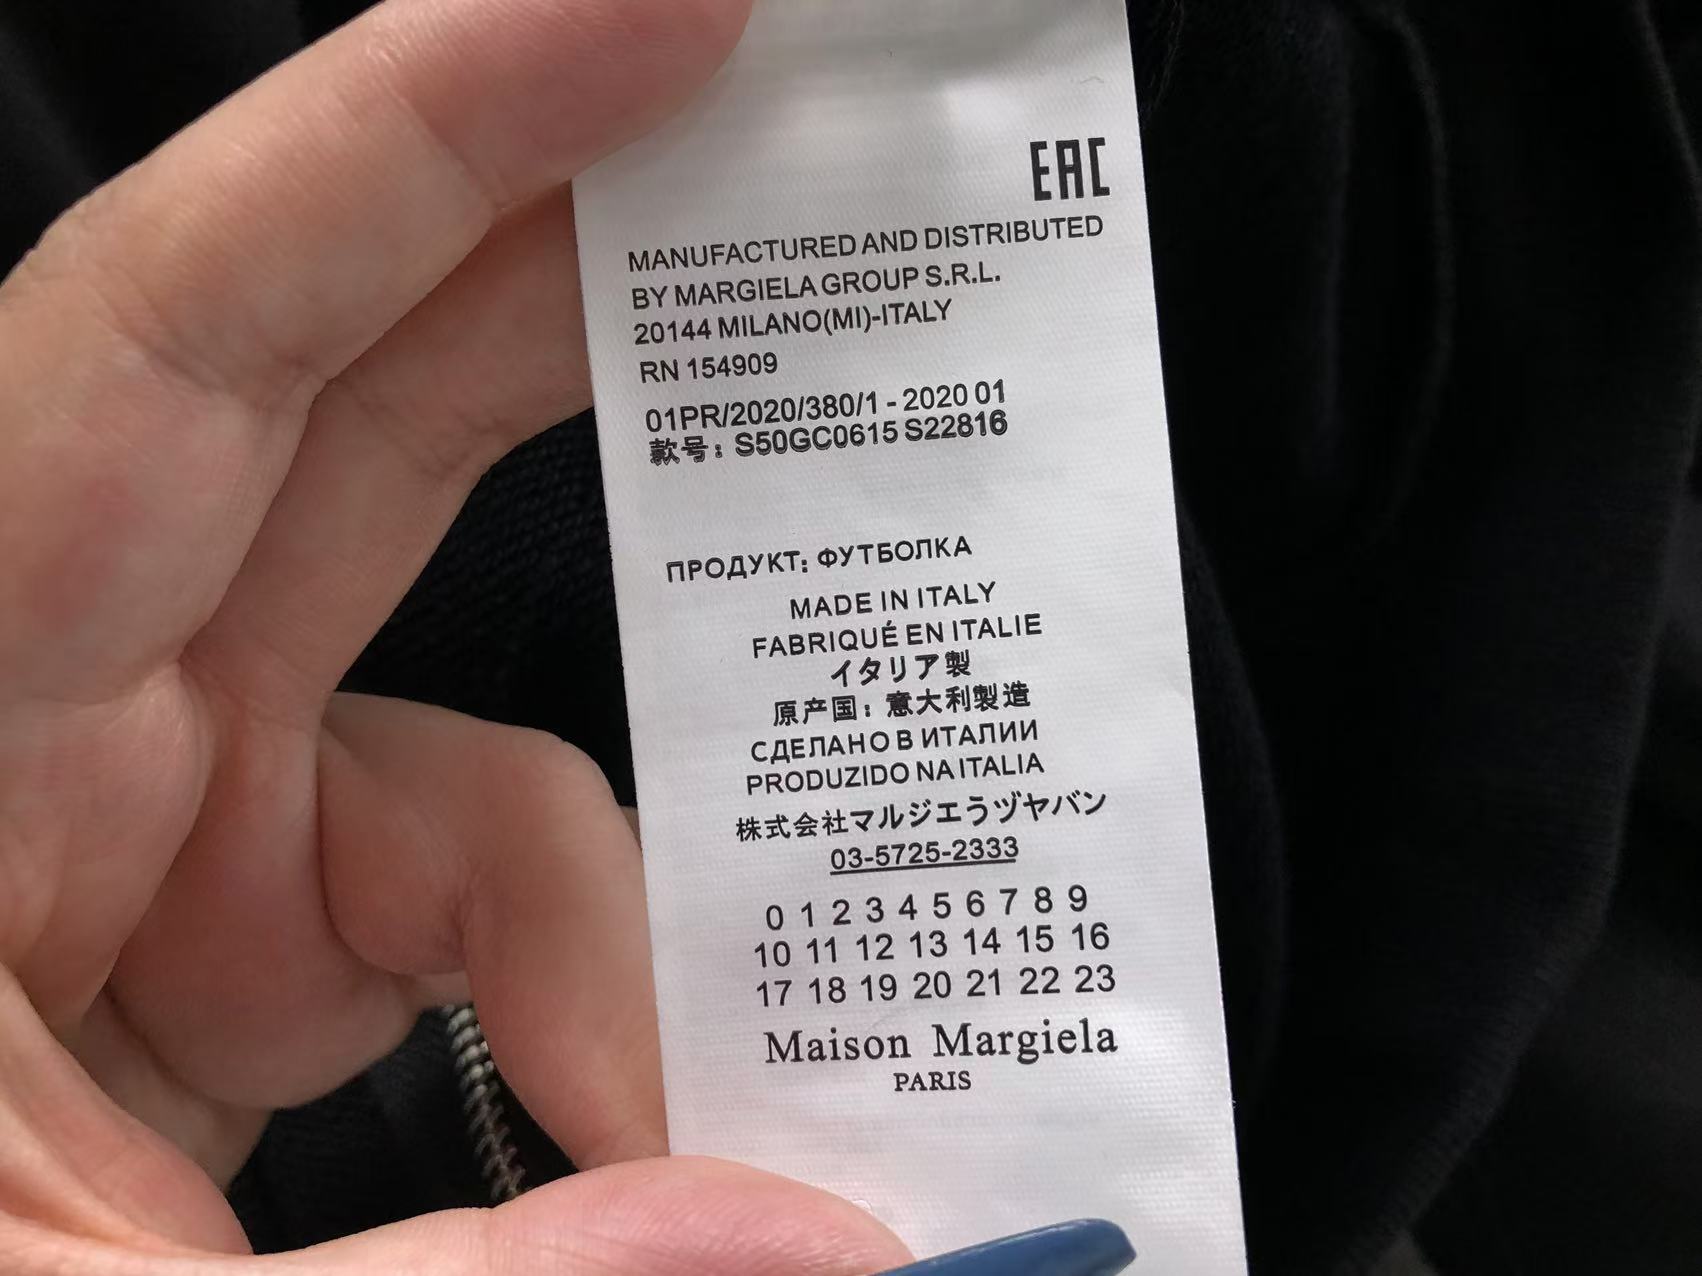 EAC
MANUFACTURED AND DISTRIBUTED
BY MARGIELA GROUP S.R.L.
20144 MILANO(MI)-ITALY
RN 154909
01PR/2020/380/1 - 2020 01
款号: S50GC0615 S22816
ПРОДУКТ: ФУТБОЛКА
MADE IN ITALY
FABRIQUÉ EN ITALIE
イタリア製
原产国: 意大利製造
СДЕЛАНО В ИТАЛИИ
PRODUZIDO NA ITALIA
株式会社マルジエうヅヤバン
03-5725-2333
0 1 2 3 4 5 6 7 8 9
10 11 12 13 14 15 16
17 18 19 20 21 22 23
Maison Margiela
PARIS